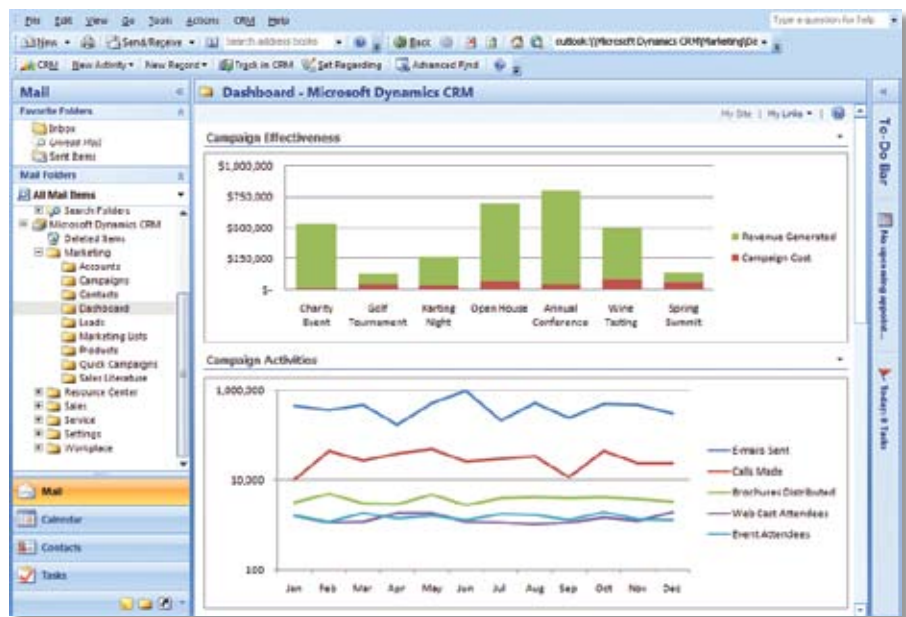 File Edit View Go Tools Actions CRM Help Type a question for help
New Send/Receive Search address books Back outlook:\\Microsoft Dynamics CRM\Marketing\Da
CRM New Activity New Record Track in CRM Set Regarding Advanced Find
Mail
Favorite Folders
Inbox
Unread Mail
Sent Items
Mail Folders
All Mail Items
Search Folders
Microsoft Dynamics CRM
Deleted Items
Marketing
Accounts
Campaigns
Contacts
Dashboard
Leads
Marketing Lists
Products
Quick Campaigns
Sales Literature
Resource Center
Sales
Service
Settings
Workplace
Mail
Calendar
Contacts
Tasks
Dashboard - Microsoft Dynamics CRM
My Site | My Links
Campaign Effectiveness
$1,000,000
$750,000
$500,000
$150,000
$-
Charity Event
Golf Tournament
Karting Night
Open House
Annual Conference
Wine Tasting
Spring Summit
Revenue Generated
Campaign Cost
Campaign Activities
1,000,000
10,000
100
Jan Feb Mar Apr May Jun Jul Aug Sep Oct Nov Dec
E-mails Sent
Calls Made
Brochures Distributed
Web Cast Attendees
Event Attendees
To-Do Bar
No upcoming appoint...
Today: 0 Tasks